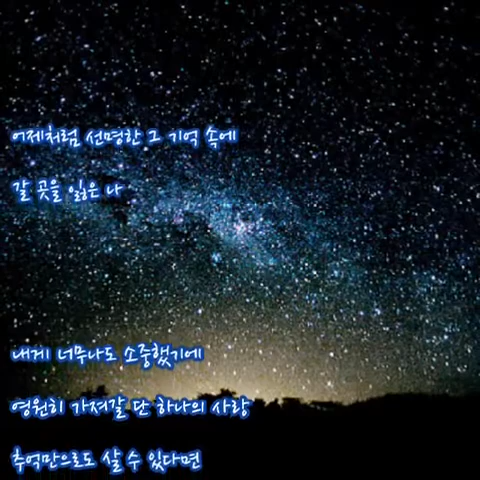 어제처럼 선명한 그 기억 속에
갈 곳을 잃은 나
내게 너무나도 소중했기에
영원히 가져갈 단 하나의 사랑
추억만으로도 살 수 있다면